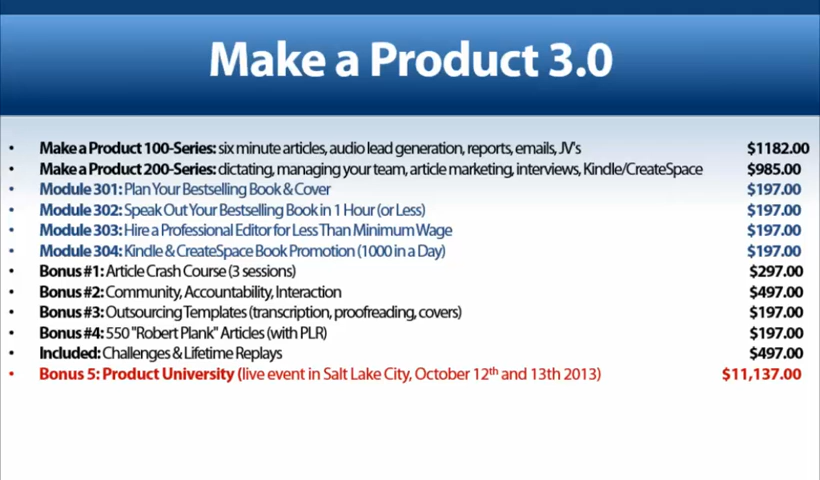 Make a Product 3.0
• Make a Product 100-Series: six minute articles, audio lead generation, reports, emails, JV's $1182.00
• Make a Product 200-Series: dictating, managing your team, article marketing, interviews, Kindle/CreateSpace $985.00
• Module 301: Plan Your Bestselling Book & Cover $197.00
• Module 302: Speak Out Your Bestselling Book in 1 Hour (or Less) $197.00
• Module 303: Hire a Professional Editor for Less Than Minimum Wage $197.00
• Module 304: Kindle & CreateSpace Book Promotion (1000 in a Day) $197.00
• Bonus #1: Article Crash Course (3 sessions) $297.00
• Bonus #2: Community, Accountability, Interaction $497.00
• Bonus #3: Outsourcing Templates (transcription, proofreading, covers) $197.00
• Bonus #4: 550 "Robert Plank" Articles (with PLR) $197.00
• Included: Challenges & Lifetime Replays $497.00
• Bonus 5: Product University (live event in Salt Lake City, October 12th and 13th 2013) $11,137.00